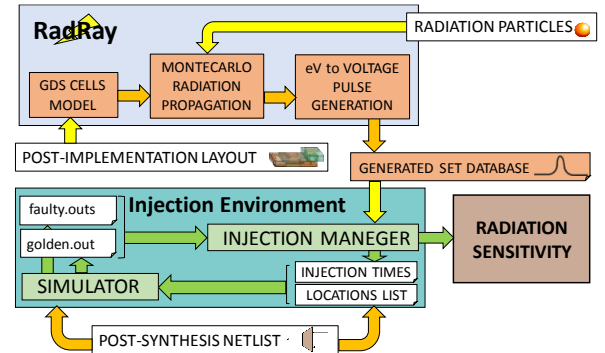 RadRay
RADIATION PARTICLES
GDS CELLS
MODEL
MONTECARLO
RADIATION
PROPAGATION
eV to VOLTAGE
PULSE
GENERATION
POST-IMPLEMENTATION LAYOUT
GENERATED SET DATABASE
Injection Environment
faulty.outs
golden.out
INJECTION MANEGER
RADIATION
SENSITIVITY
SIMULATOR
INJECTION TIMES
LOCATIONS LIST
POST-SYNTHESIS NETLIST